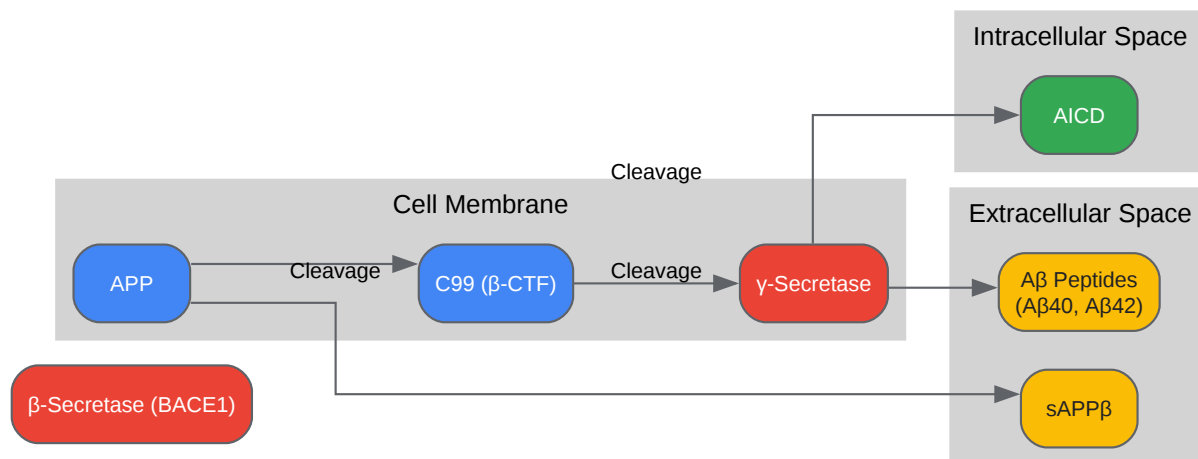 Intracellular Space
AICD
Cleavage
Cell Membrane
Extracellular Space
APP
Cleavage
C99 (β-CTF)
Cleavage
γ-Secretase
Aβ Peptides
(Aβ40, Aβ42)
β-Secretase (BACE1)
sAPPβ